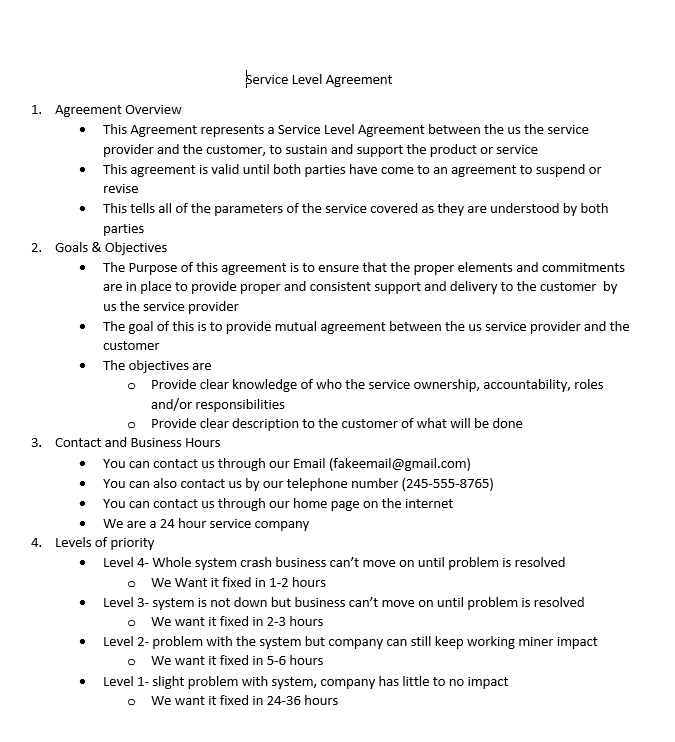 Service Level Agreement
1. Agreement Overview
• This Agreement represents a Service Level Agreement between the us the service
provider and the customer, to sustain and support the product or service
• This agreement is valid until both parties have come to an agreement to suspend or
revise
• This tells all of the parameters of the service covered as they are understood by both
parties
2. Goals & Objectives
• The Purpose of this agreement is to ensure that the proper elements and commitments
are in place to provide proper and consistent support and delivery to the customer  by
us the service provider
• The goal of this is to provide mutual agreement between the us service provider and the
customer
• The objectives are
o Provide clear knowledge of who the service ownership, accountability, roles
and/or responsibilities
o Provide clear description to the customer of what will be done
3. Contact and Business Hours
• You can contact us through our Email (fakeemail@gmail.com)
• You can also contact us by our telephone number (245-555-8765)
• You can contact us through our home page on the internet
• We are a 24 hour service company
4. Levels of priority
• Level 4- Whole system crash business can’t move on until problem is resolved
o We Want it fixed in 1-2 hours
• Level 3- system is not down but business can’t move on until problem is resolved
o We want it fixed in 2-3 hours
• Level 2- problem with the system but company can still keep working miner impact
o We want it fixed in 5-6 hours
• Level 1- slight problem with system, company has little to no impact
o We want it fixed in 24-36 hours